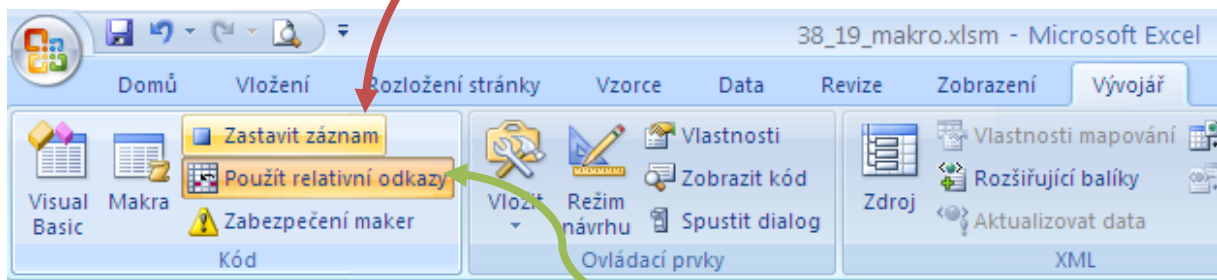 38_19_makro.xlsm - Microsoft Excel
Domů Vložení Rozložení stránky Vzorce Data Revize Zobrazení Vývojář
Visual Basic
Makra
Zastavit záznam
Použít relativní odkazy
Zabezpečení maker
Kód
Vložit
Režim návrhu
Vlastnosti
Zobrazit kód
Spustit dialog
Ovládací prvky
Zdroj
Vlastnosti mapování
Rozšiřující balíky
Aktualizovat data
XML